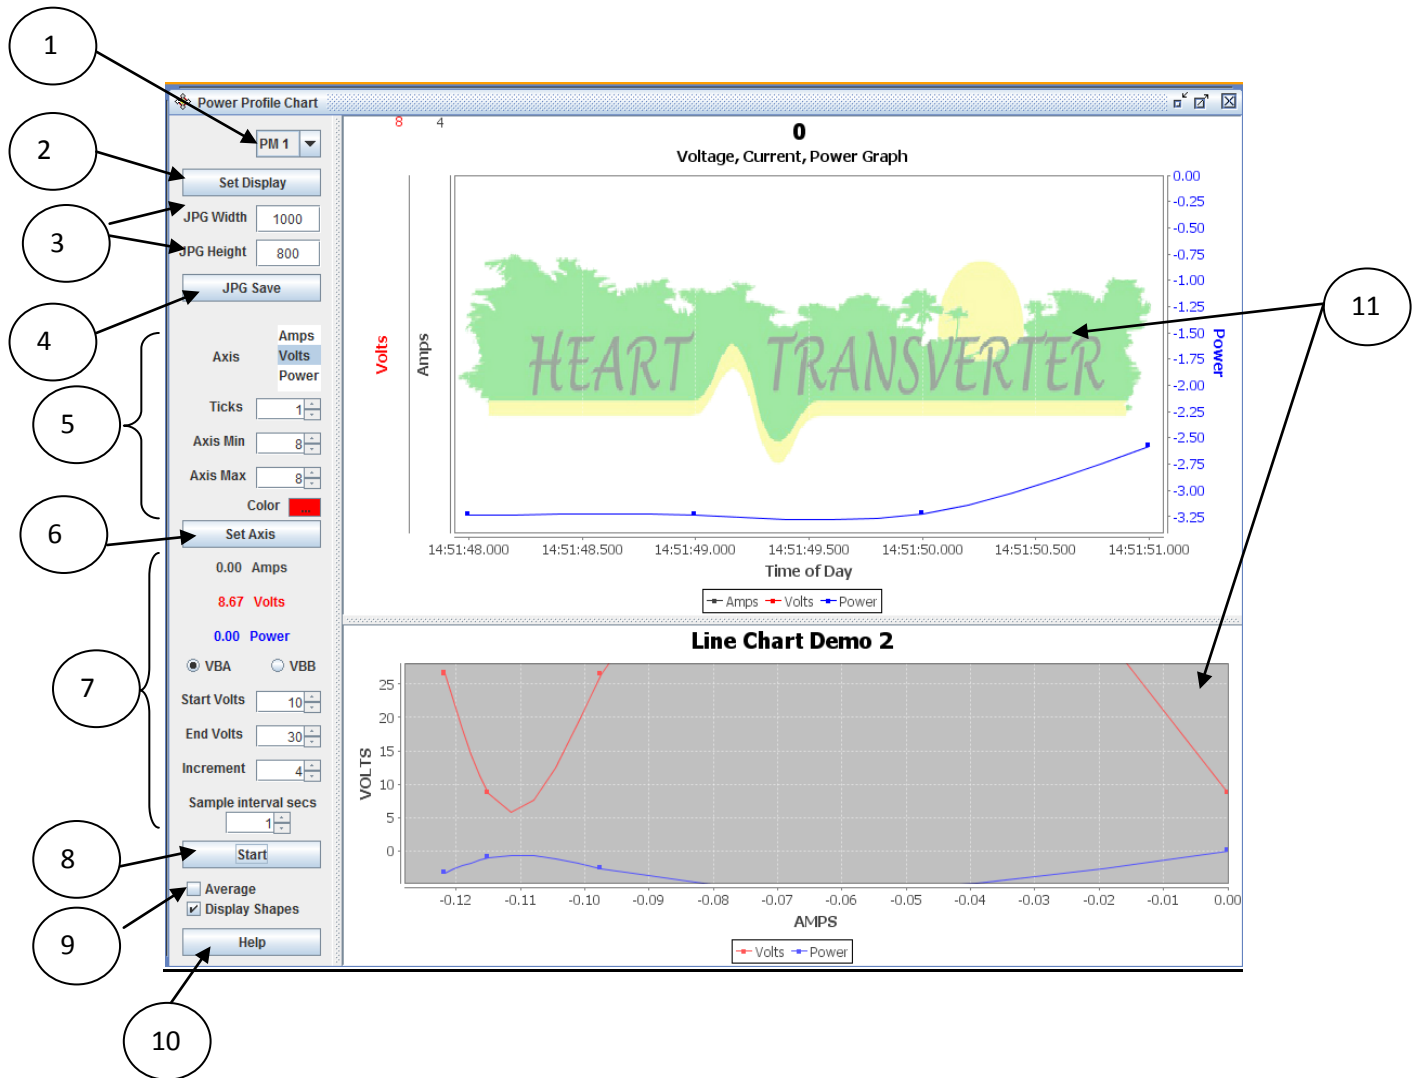 1
2
3
4
5
6
7
8
9
10
11
Power Profile Chart
PM 1
Set Display
JPG Width 1000
JPG Height 800
JPG Save
Axis
Amps
Volts
Power
Ticks 1
Axis Min 8
Axis Max 8
Color ...
Set Axis
0.00 Amps
8.67 Volts
0.00 Power
VBA VBB
Start Volts 10
End Volts 30
Increment 4
Sample interval secs
1
Start
Average
Display Shapes
Help
8 4
0
Voltage, Current, Power Graph
Volts
Amps
HEART TRANSVERTER
0.00
-0.25
-0.50
-0.75
-1.00
-1.25
-1.50
-1.75
-2.00
-2.25
-2.50
-2.75
-3.00
-3.25
Power
14:51:48.000 14:51:48.500 14:51:49.000 14:51:49.500 14:51:50.000 14:51:50.500 14:51:51.000
Time of Day
Amps Volts Power
Line Chart Demo 2
VOLTS
25
20
15
10
5
0
-0.12 -0.11 -0.10 -0.09 -0.08 -0.07 -0.06 -0.05 -0.04 -0.03 -0.02 -0.01 0.00
AMPS
Volts Power